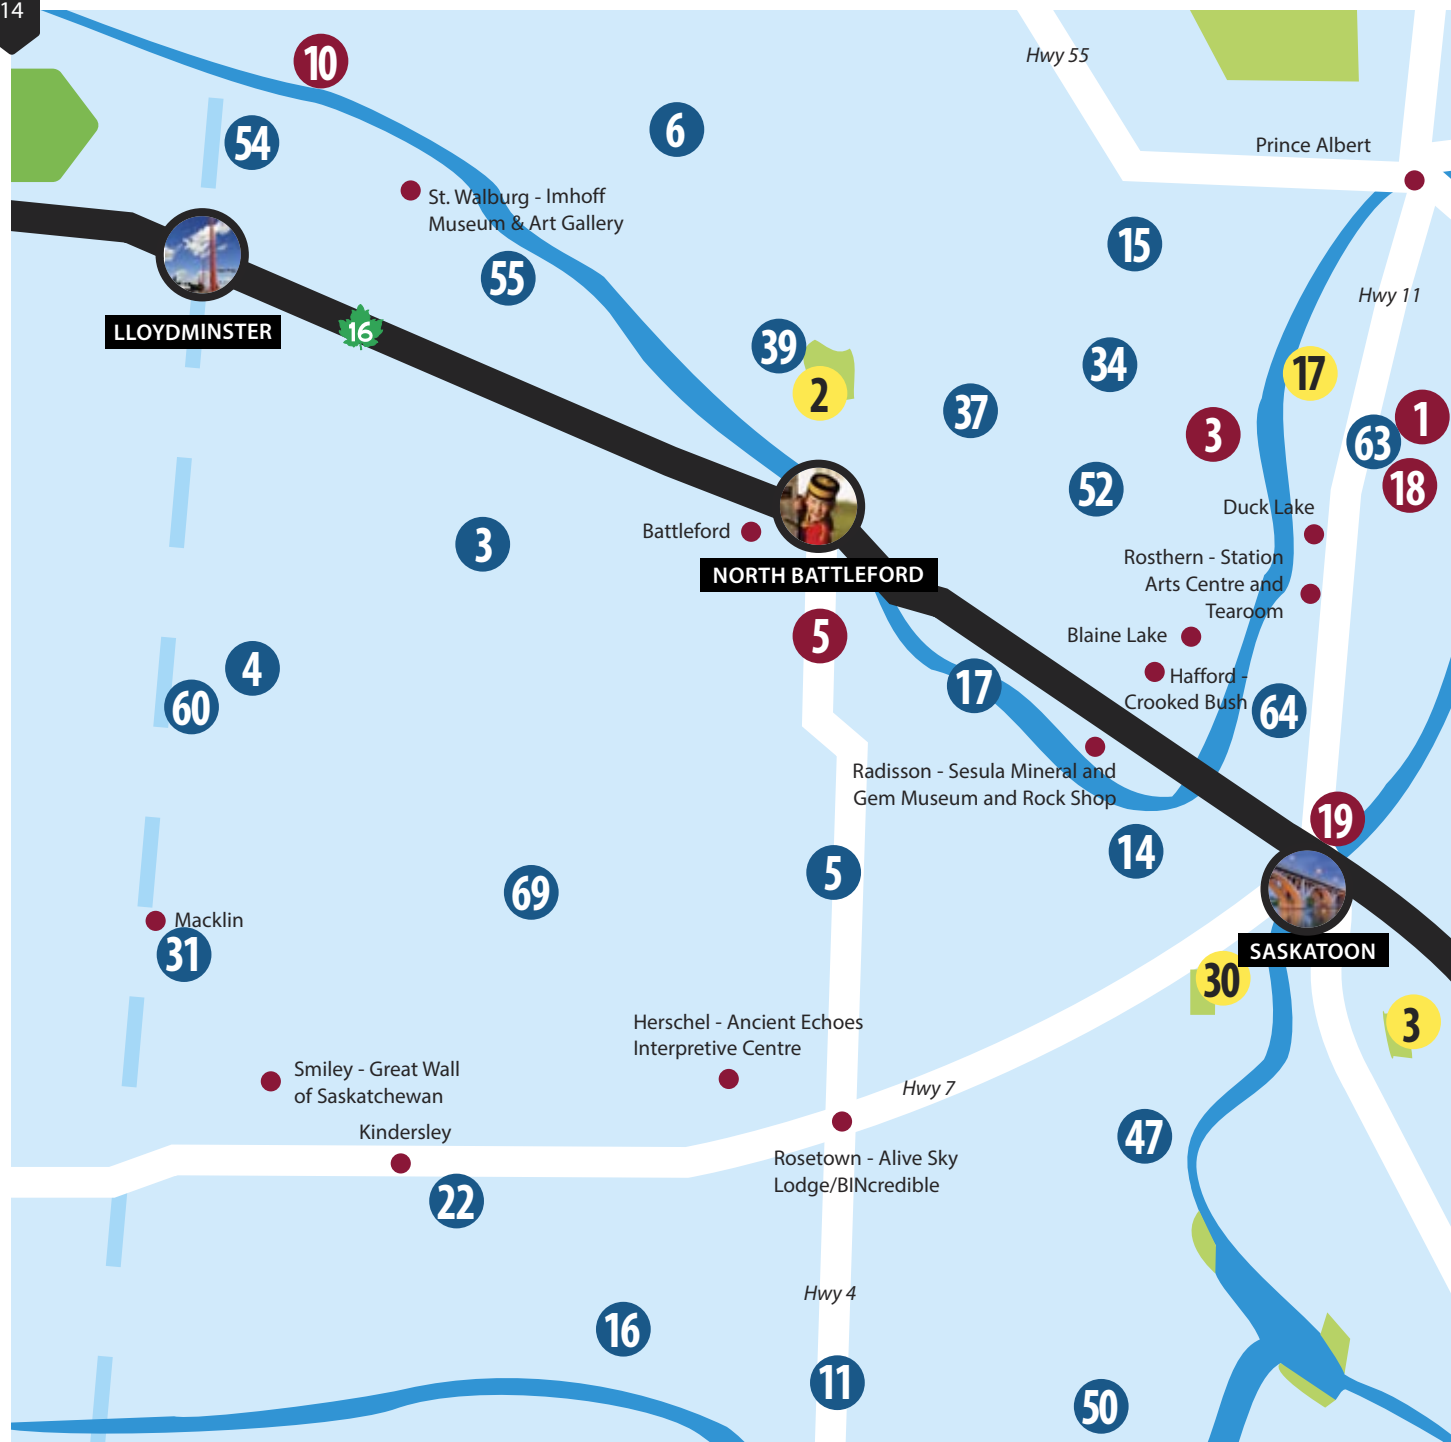 14
10
Hwy 55
6
54
Prince Albert
St. Walburg - Imhoff
Museum & Art Gallery
15
55
Hwy 11
LLOYDMINSTER
16
39
34
17
2
37
3
1
63
18
52
Duck Lake
Battleford
3
NORTH BATTLEFORD
Rosthern - Station
Arts Centre and
Tearoom
5
Blaine Lake
4
60
17
Hafford -
Crooked Bush
64
Radisson - Sesula Mineral and
Gem Museum and Rock Shop
19
14
5
69
Macklin
31
SASKATOON
30
3
Herschel - Ancient Echoes
Interpretive Centre
Smiley - Great Wall
of Saskatchewan
Hwy 7
Kindersley
47
Rosetown - Alive Sky
Lodge/BINcredible
22
Hwy 4
16
11
50